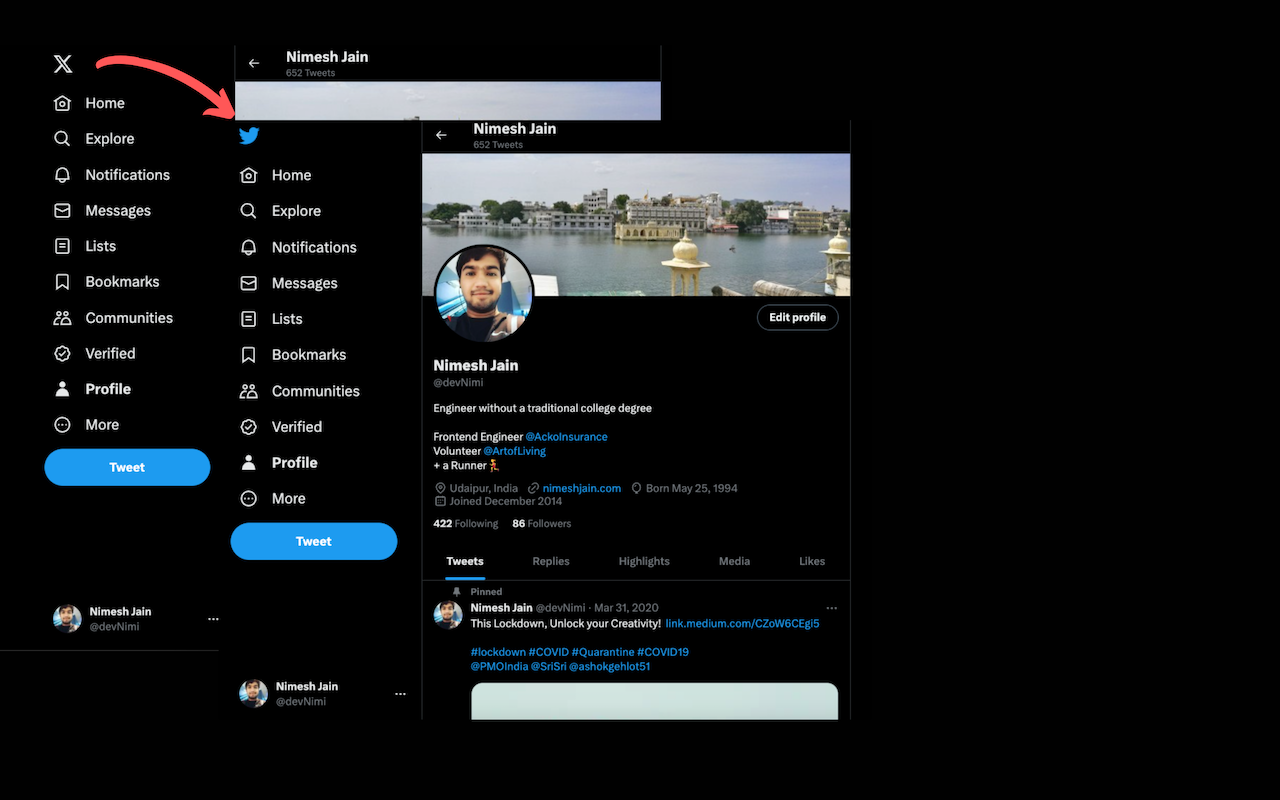 Home
Explore
Notifications
Messages
Lists
Bookmarks
Communities
Verified
Profile
More
Tweet
Nimesh Jain
@devNimi
Nimesh Jain
652 Tweets
Home
Explore
Notifications
Messages
Lists
Bookmarks
Communities
Verified
Profile
More
Tweet
Nimesh Jain
@devNimi
Nimesh Jain
652 Tweets
Edit profile
Nimesh Jain
@devNimi
Engineer without a traditional college degree
Frontend Engineer @AckoInsurance
Volunteer @ArtofLiving
+ a Runner🏃
Udaipur, India nimeshjain.com Born May 25, 1994
Joined December 2014
422 Following 86 Followers
Tweets Replies Highlights Media Likes
Pinned
Nimesh Jain @devNimi · Mar 31, 2020
This Lockdown, Unlock your Creativity! link.medium.com/CZoW6CEgi5
#lockdown #COVID #Quarantine #COVID19
@PMOIndia @SriSri @ashokgehlot51